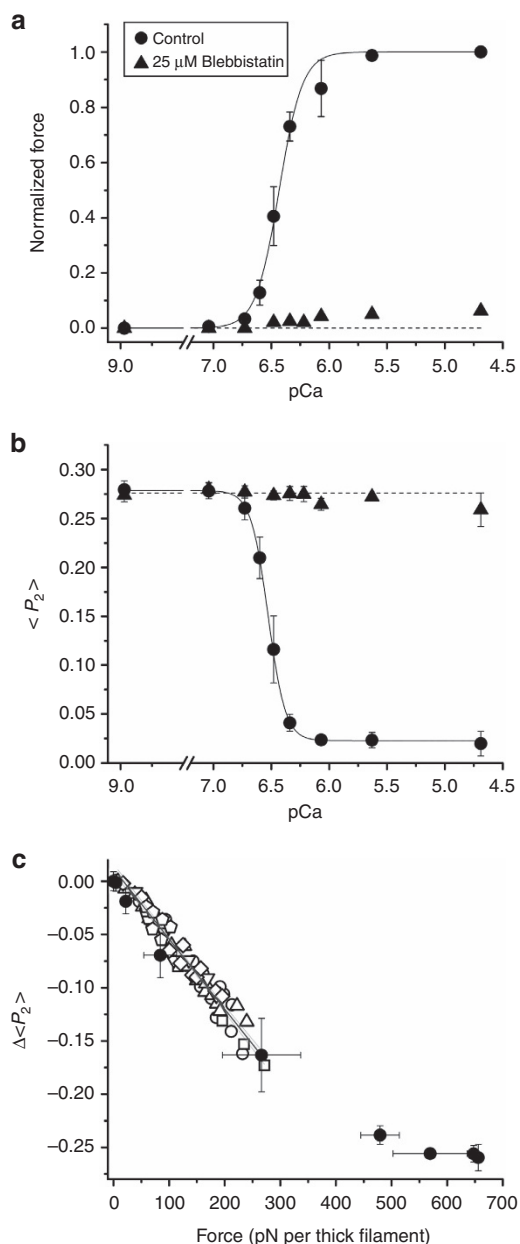 a
Control
25 μM Blebbistatin
1.0
0.8
0.6
0.4
0.2
0.0
Normalized force
9.0 7.0 6.5 6.0 5.5 5.0 4.5
pCa
b
0.30
0.25
0.20
0.15
0.10
0.05
0.00
< P₂ >
9.0 7.0 6.5 6.0 5.5 5.0 4.5
pCa
c
0.00
–0.05
–0.10
–0.15
–0.20
–0.25
Δ<P₂>
0 100 200 300 400 500 600 700
Force (pN per thick filament)